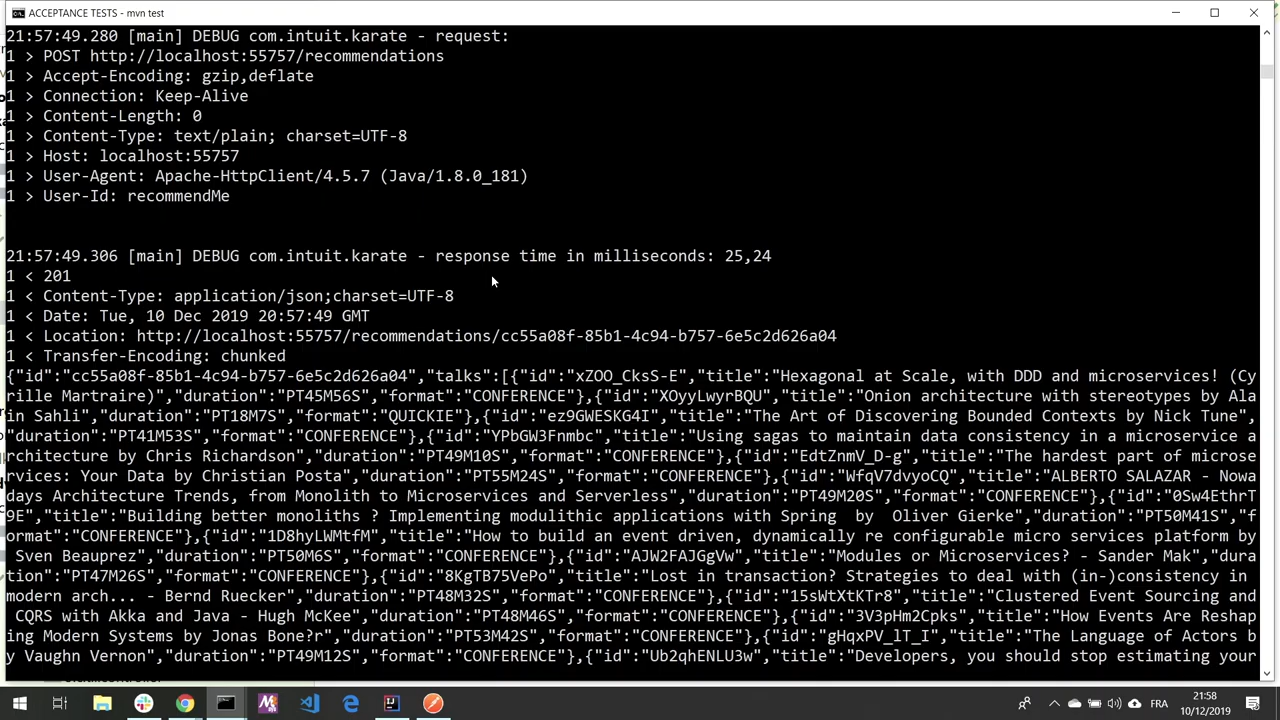 ACCEPTANCE TESTS - mvn test
21:57:49.280 [main] DEBUG com.intuit.karate - request:
1 > POST http://localhost:55757/recommendations
1 > Accept-Encoding: gzip,deflate
1 > Connection: Keep-Alive
1 > Content-Length: 0
1 > Content-Type: text/plain; charset=UTF-8
1 > Host: localhost:55757
1 > User-Agent: Apache-HttpClient/4.5.7 (Java/1.8.0_181)
1 > User-Id: recommendMe
21:57:49.306 [main] DEBUG com.intuit.karate - response time in milliseconds: 25,24
1 < 201
1 < Content-Type: application/json;charset=UTF-8
1 < Date: Tue, 10 Dec 2019 20:57:49 GMT
1 < Location: http://localhost:55757/recommendations/cc55a08f-85b1-4c94-b757-6e5c2d626a04
1 < Transfer-Encoding: chunked
{"id":"cc55a08f-85b1-4c94-b757-6e5c2d626a04","talks":[{"id":"xZOO_CksS-E","title":"Hexagonal at Scale, with DDD and microservices! (Cy
rille Martraire)","duration":"PT45M56S","format":"CONFERENCE"},{"id":"XOyyLwyrBQU","title":"Onion architecture with stereotypes by Ala
in Sahli","duration":"PT18M7S","format":"QUICKIE"},{"id":"ez9GWESKG4I","title":"The Art of Discovering Bounded Contexts by Nick Tune",
"duration":"PT41M53S","format":"CONFERENCE"},{"id":"YPbGW3Fnmbc","title":"Using sagas to maintain data consistency in a microservice a
rchitecture by Chris Richardson","duration":"PT49M10S","format":"CONFERENCE"},{"id":"EdtZnmV_D-g","title":"The hardest part of microse
rvices: Your Data by Christian Posta","duration":"PT55M24S","format":"CONFERENCE"},{"id":"WfqV7dvyoCQ","title":"ALBERTO SALAZAR - Nowa
days Architecture Trends, from Monolith to Microservices and Serverless","duration":"PT49M20S","format":"CONFERENCE"},{"id":"0Sw4EthrT
9E","title":"Building better monoliths ? Implementing modulithic applications with Spring  by  Oliver Gierke","duration":"PT50M41S","f
ormat":"CONFERENCE"},{"id":"1D8hyLWMtfM","title":"How to build an event driven, dynamically re configurable micro services platform by
 Sven Beauprez","duration":"PT50M6S","format":"CONFERENCE"},{"id":"AJW2FAJGgVw","title":"Modules or Microservices? - Sander Mak","dura
tion":"PT47M26S","format":"CONFERENCE"},{"id":"8KgTB75VePo","title":"Lost in transaction? Strategies to deal with (in-)consistency in 
modern arch... - Bernd Ruecker","duration":"PT48M32S","format":"CONFERENCE"},{"id":"15sWtXtKTr8","title":"Clustered Event Sourcing and
 CQRS with Akka and Java - Hugh McKee","duration":"PT48M46S","format":"CONFERENCE"},{"id":"3V3pHm2Cpks","title":"How Events Are Reshap
ing Modern Systems by Jonas Bone?r","duration":"PT53M42S","format":"CONFERENCE"},{"id":"gHqxPV_lT_I","title":"The Language of Actors b
y Vaughn Vernon","duration":"PT49M12S","format":"CONFERENCE"},{"id":"Ub2qhENLU3w","title":"Developers, you should stop estimating your
FRA
21:58
10/12/2019